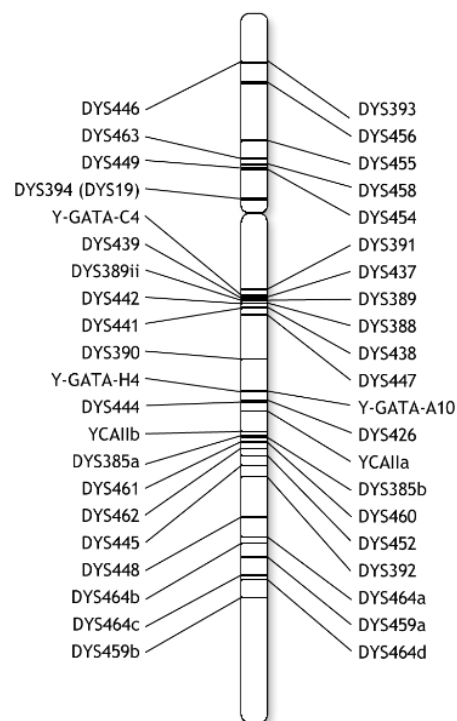 DYS446
DYS463
DYS449
DYS394 (DYS19)
Y-GATA-C4
DYS439
DYS389ii
DYS442
DYS441
DYS390
Y-GATA-H4
DYS444
YCAIIb
DYS385a
DYS461
DYS462
DYS445
DYS448
DYS464b
DYS464c
DYS459b
DYS393
DYS456
DYS455
DYS458
DYS454
DYS391
DYS437
DYS389
DYS388
DYS438
DYS447
Y-GATA-A10
DYS426
YCAIIa
DYS385b
DYS460
DYS452
DYS392
DYS464a
DYS459a
DYS464d